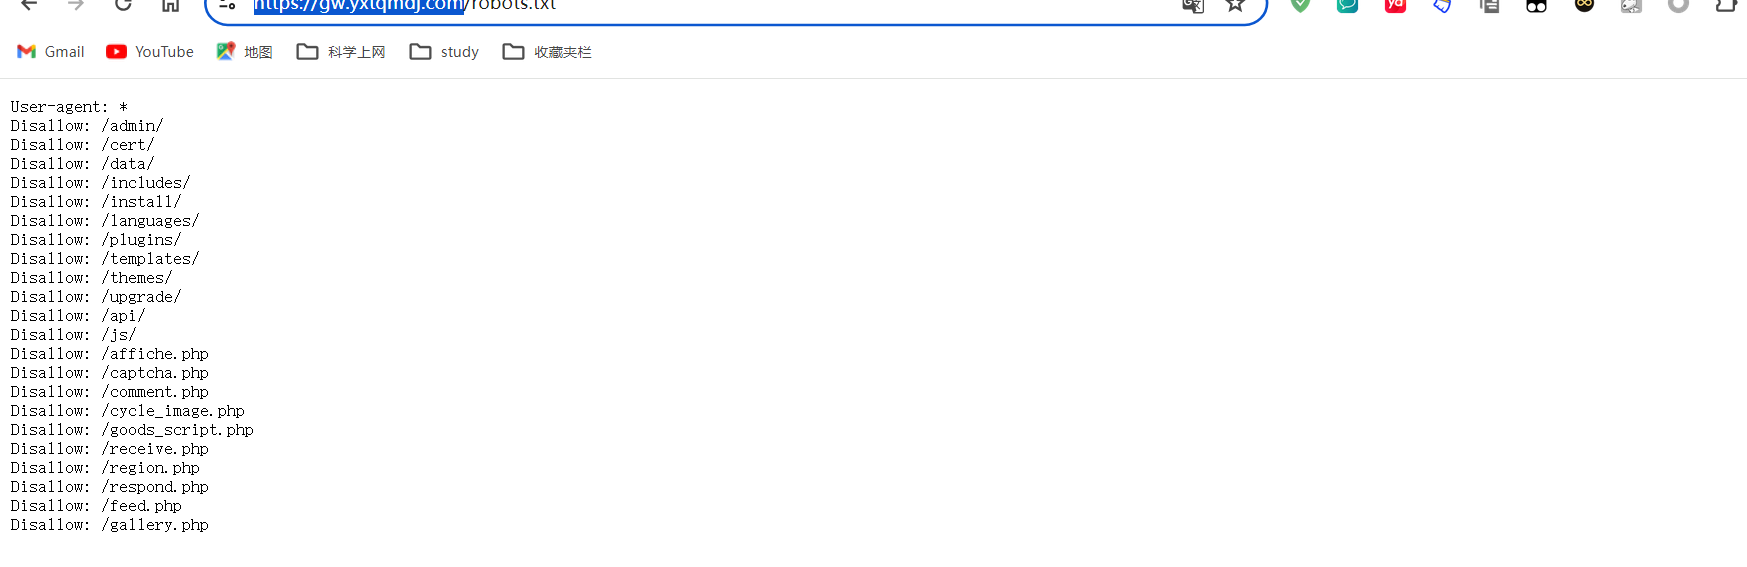 https://gw.yxtqmdj.com/robots.txt
Gmail YouTube 地图 科学上网 study 收藏夹栏
User-agent: *
Disallow: /admin/
Disallow: /cert/
Disallow: /data/
Disallow: /includes/
Disallow: /install/
Disallow: /languages/
Disallow: /plugins/
Disallow: /templates/
Disallow: /themes/
Disallow: /upgrade/
Disallow: /api/
Disallow: /js/
Disallow: /affiche.php
Disallow: /captcha.php
Disallow: /comment.php
Disallow: /cycle_image.php
Disallow: /goods_script.php
Disallow: /receive.php
Disallow: /region.php
Disallow: /respond.php
Disallow: /feed.php
Disallow: /gallery.php